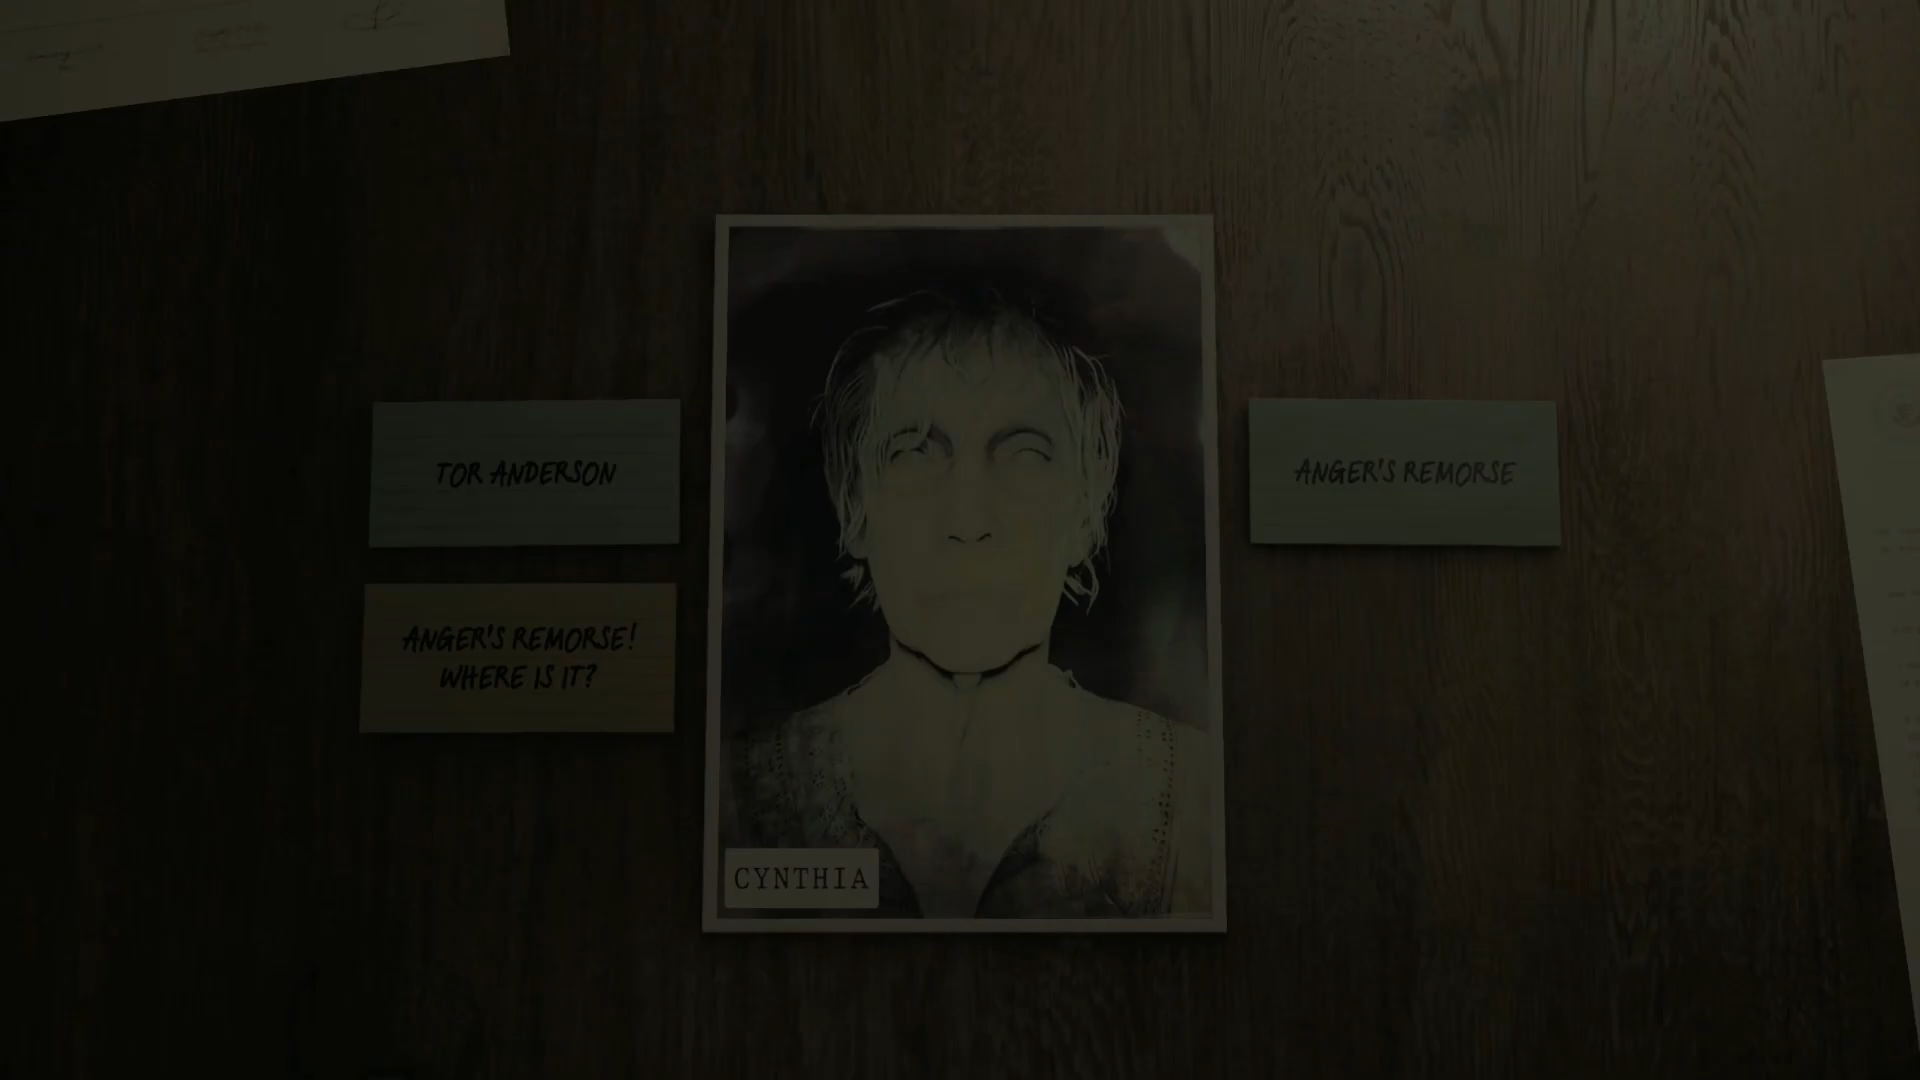 TOR ANDERSON
ANGER'S REMORSE!
WHERE IS IT?
CYNTHIA
ANGER'S REMORSE